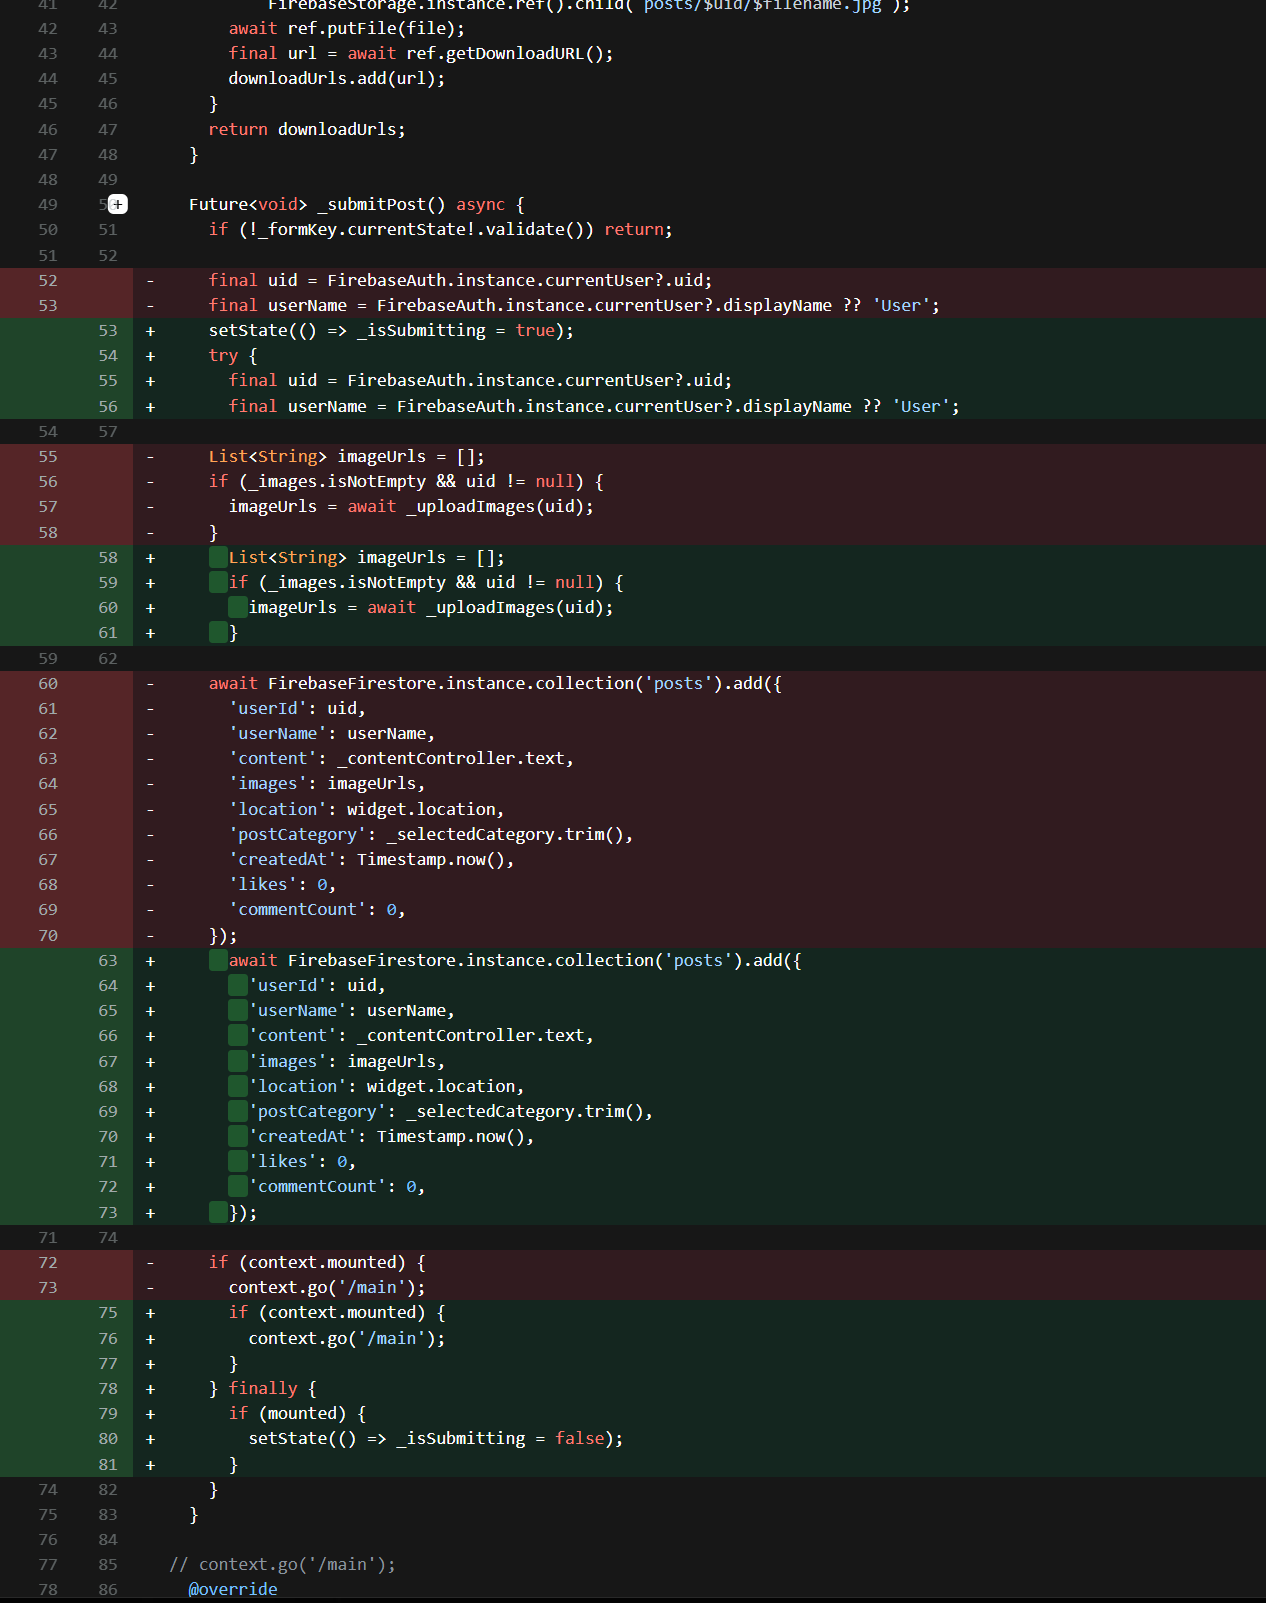 41 42 FirebaseStorage.instance.ref().child('posts/$uid/$filename.jpg');
42 43 await ref.putFile(file);
43 44 final url = await ref.getDownloadURL();
44 45 downloadUrls.add(url);
45 46 }
46 47 return downloadUrls;
47 48 }
48 49
49 5 + Future<void> _submitPost() async {
50 51 if (!_formKey.currentState!.validate()) return;
51 52
52 - final uid = FirebaseAuth.instance.currentUser?.uid;
53 - final userName = FirebaseAuth.instance.currentUser?.displayName ?? 'User';
53 + setState(() => _isSubmitting = true);
54 + try {
55 + final uid = FirebaseAuth.instance.currentUser?.uid;
56 + final userName = FirebaseAuth.instance.currentUser?.displayName ?? 'User';
54 57
55 - List<String> imageUrls = [];
56 - if (_images.isNotEmpty && uid != null) {
57 - imageUrls = await _uploadImages(uid);
58 - }
58 + List<String> imageUrls = [];
59 + if (_images.isNotEmpty && uid != null) {
60 + imageUrls = await _uploadImages(uid);
61 + }
59 62
60 - await FirebaseFirestore.instance.collection('posts').add({
61 - 'userId': uid,
62 - 'userName': userName,
63 - 'content': _contentController.text,
64 - 'images': imageUrls,
65 - 'location': widget.location,
66 - 'postCategory': _selectedCategory.trim(),
67 - 'createdAt': Timestamp.now(),
68 - 'likes': 0,
69 - 'commentCount': 0,
70 - });
63 + await FirebaseFirestore.instance.collection('posts').add({
64 + 'userId': uid,
65 + 'userName': userName,
66 + 'content': _contentController.text,
67 + 'images': imageUrls,
68 + 'location': widget.location,
69 + 'postCategory': _selectedCategory.trim(),
70 + 'createdAt': Timestamp.now(),
71 + 'likes': 0,
72 + 'commentCount': 0,
73 + });
71 74
72 - if (context.mounted) {
73 - context.go('/main');
75 + if (context.mounted) {
76 + context.go('/main');
77 + }
78 + } finally {
79 + if (mounted) {
80 + setState(() => _isSubmitting = false);
81 + }
74 82 }
75 83 }
76 84
77 85 // context.go('/main');
78 86 @override